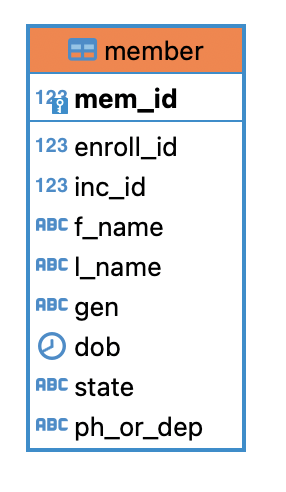 member
123 mem_id
123 enroll_id
123 inc_id
ABC f_name
ABC l_name
ABC gen
dob
ABC state
ABC ph_or_dep